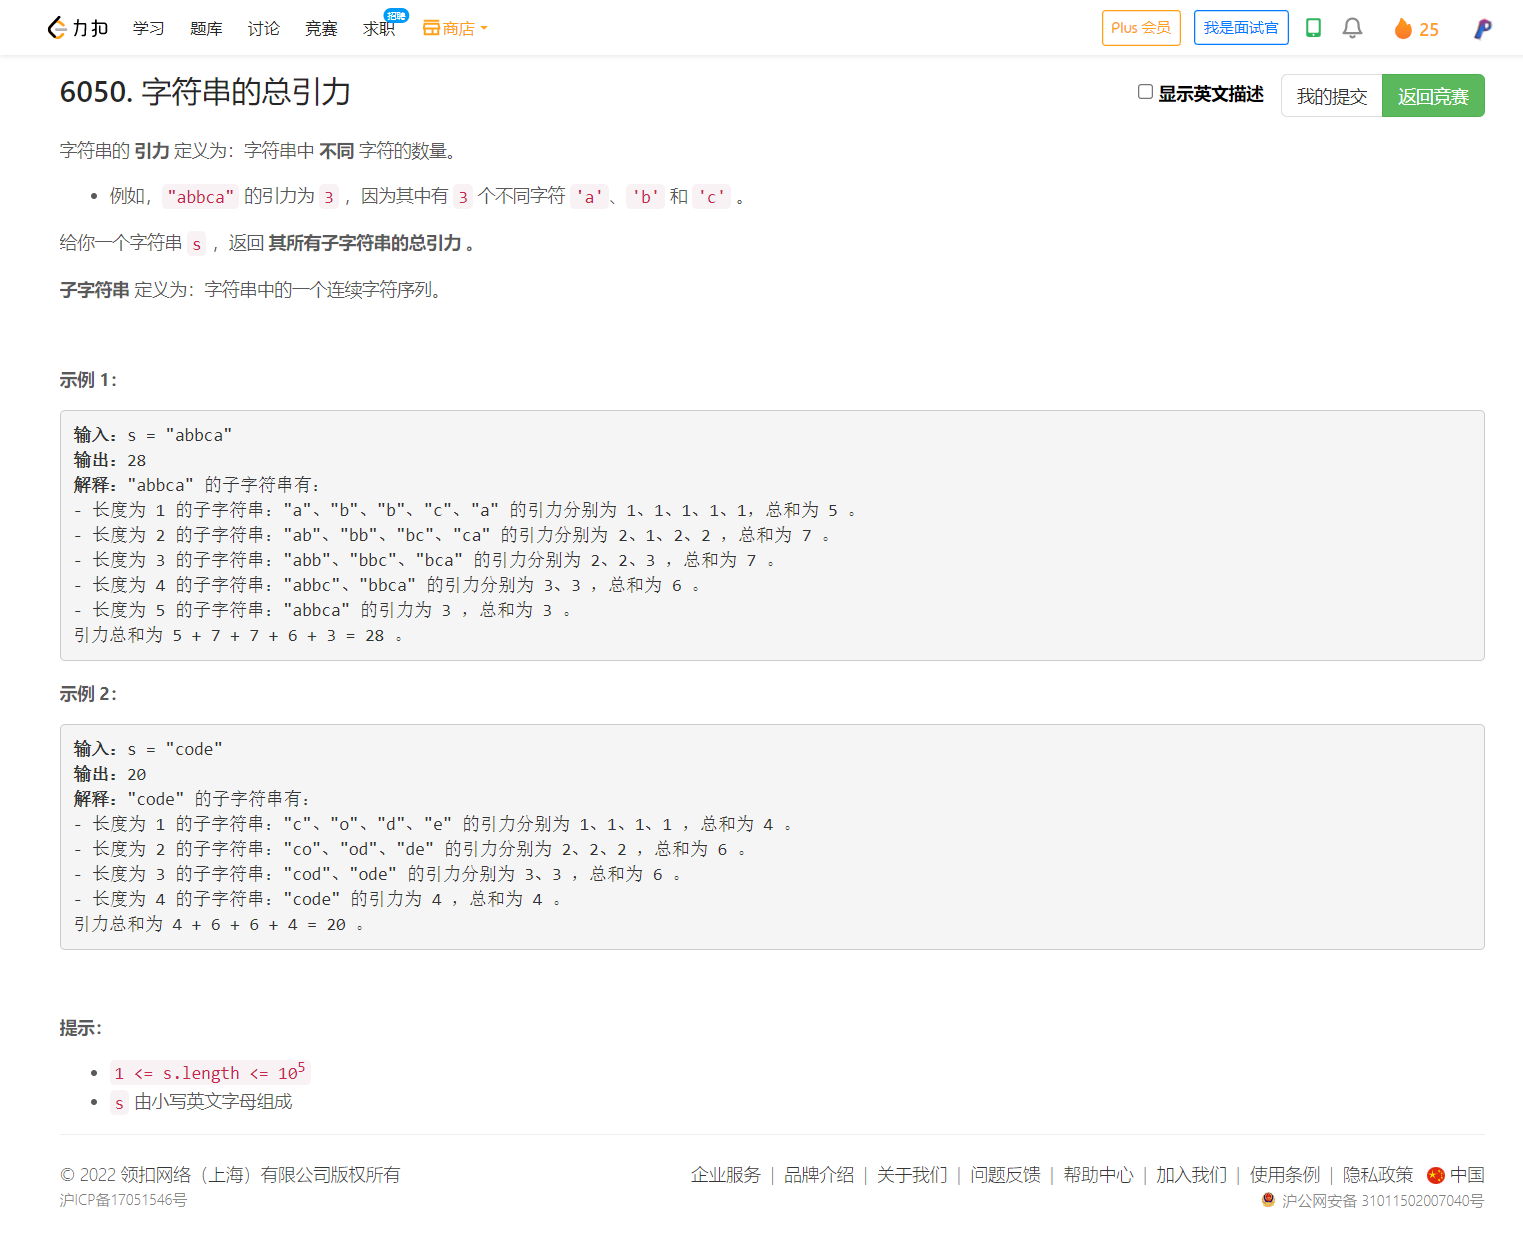 力扣 学习 题库 讨论 竞赛 求职 招聘 商店 Plus 会员 我是面试官 25
6050. 字符串的总引力
显示英文描述 我的提交 返回竞赛
字符串的 引力 定义为：字符串中 不同 字符的数量。
• 例如，"abbca" 的引力为 3 ，因为其中有 3 个不同字符 'a'、'b' 和 'c' 。
给你一个字符串 s ，返回 其所有子字符串的总引力 。
子字符串 定义为：字符串中的一个连续字符序列。
示例 1：
输入：s = "abbca"
输出：28
解释："abbca" 的子字符串有：
- 长度为 1 的子字符串："a"、"b"、"b"、"c"、"a" 的引力分别为 1、1、1、1、1，总和为 5 。
- 长度为 2 的子字符串："ab"、"bb"、"bc"、"ca" 的引力分别为 2、1、2、2 ，总和为 7 。
- 长度为 3 的子字符串："abb"、"bbc"、"bca" 的引力分别为 2、2、3 ，总和为 7 。
- 长度为 4 的子字符串："abbc"、"bbca" 的引力分别为 3、3 ，总和为 6 。
- 长度为 5 的子字符串："abbca" 的引力为 3 ，总和为 3 。
引力总和为 5 + 7 + 7 + 6 + 3 = 28 。
示例 2：
输入：s = "code"
输出：20
解释："code" 的子字符串有：
- 长度为 1 的子字符串："c"、"o"、"d"、"e" 的引力分别为 1、1、1、1 ，总和为 4 。
- 长度为 2 的子字符串："co"、"od"、"de" 的引力分别为 2、2、2 ，总和为 6 。
- 长度为 3 的子字符串："cod"、"ode" 的引力分别为 3、3 ，总和为 6 。
- 长度为 4 的子字符串："code" 的引力为 4 ，总和为 4 。
引力总和为 4 + 6 + 6 + 4 = 20 。
提示：
• 1 <= s.length <= 10⁵
• s 由小写英文字母组成
© 2022 领扣网络（上海）有限公司版权所有 企业服务 | 品牌介绍 | 关于我们 | 问题反馈 | 帮助中心 | 加入我们 | 使用条例 | 隐私政策 中国
沪ICP备17051546号 沪公网安备 31011502007040号